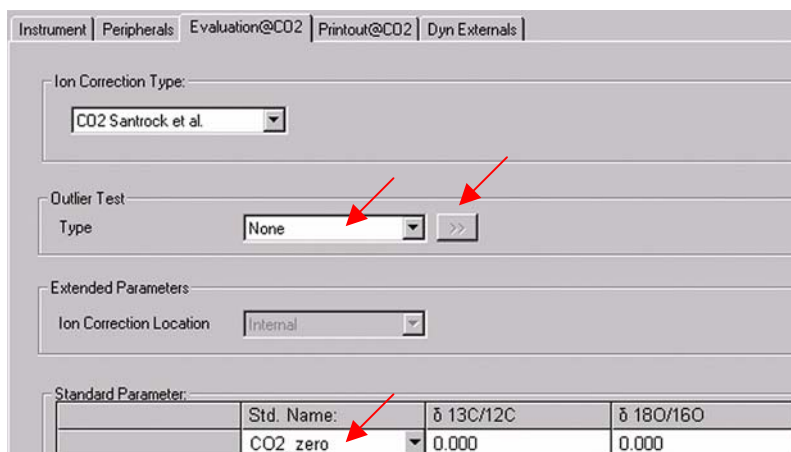 Instrument Peripherals Evaluation@CO2 Printout@CO2 Dyn Externals
Ion Correction Type:
CO2 Santrock et al.
Outlier Test
Type None >>
Extended Parameters
Ion Correction Location Internal
Standard Parameter:
Std. Name: δ 13C/12C δ 18O/16O
CO2_zero 0.000 0.000